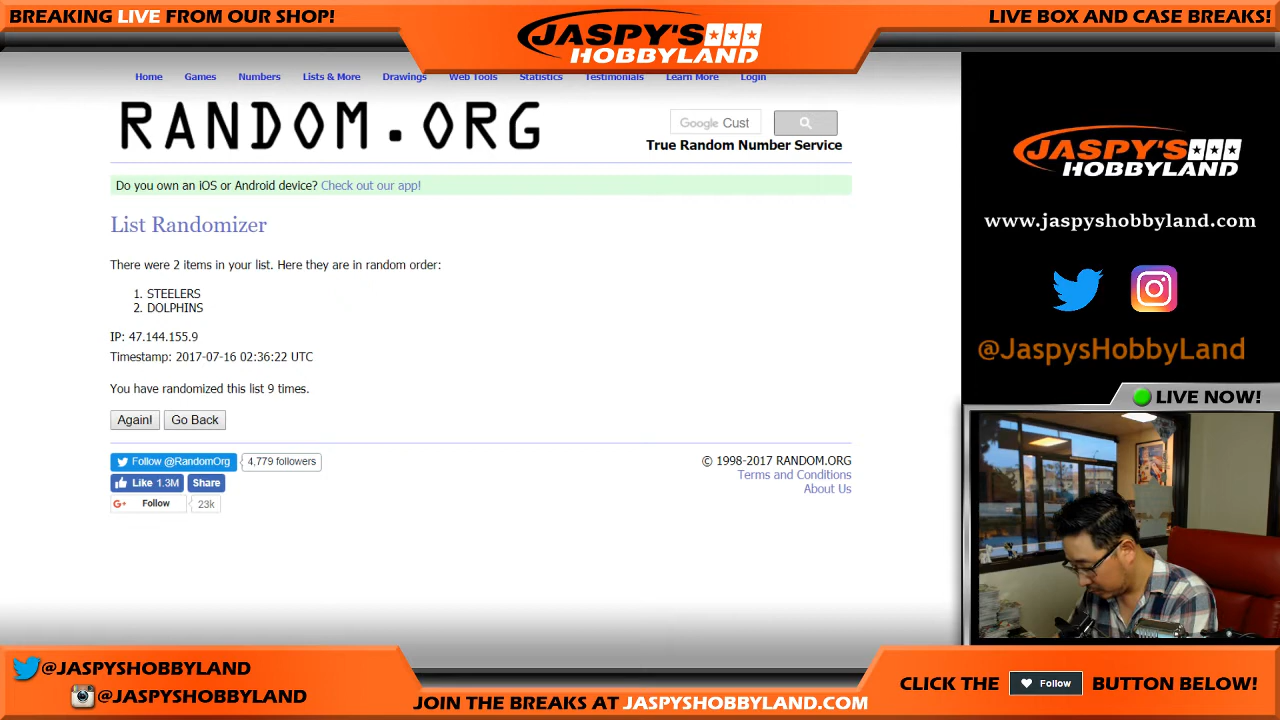 BREAKING LIVE FROM OUR SHOP!
JASPY'S
HOBBYLAND
LIVE BOX AND CASE BREAKS!
Home Games Numbers Lists & More Drawings Web Tools Statistics Testimonials Learn More Login
RANDOM.ORG
Google Cust
True Random Number Service
Do you own an iOS or Android device? Check out our app!
List Randomizer
There were 2 items in your list. Here they are in random order:
1. STEELERS
2. DOLPHINS
IP: 47.144.155.9
Timestamp: 2017-07-16 02:36:22 UTC
You have randomized this list 9 times.
Again! Go Back
Follow @RandomOrg 4,779 followers
Like 1.3M Share
G+ Follow 23k
© 1998-2017 RANDOM.ORG
Terms and Conditions
About Us
JASPY'S
HOBBYLAND
www.jaspyshobbyland.com
@JaspysHobbyLand
LIVE NOW!
@JASPYSHOBBYLAND
@JASPYSHOBBYLAND
JOIN THE BREAKS AT JASPYSHOBBYLAND.COM
CLICK THE Follow BUTTON BELOW!